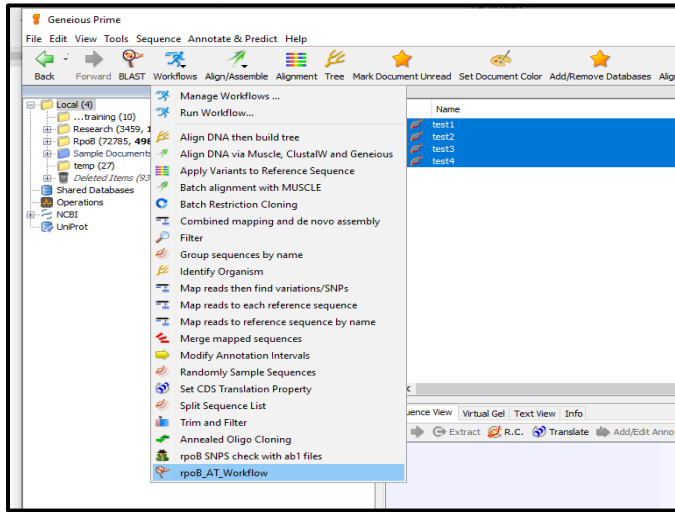 Geneious Prime
File Edit View Tools Sequence Annotate & Predict Help
Back Forward BLAST Workflows Align/Assemble Alignment Tree Mark Document Unread Set Document Color Add/Remove Databases
Local (4)
...training (10)
Research (3459,
RpoB (72785,
Sample Documents
temp (27)
Deleted Items
Shared Databases
Operations
NCBI
UniProt
Manage Workflows ...
Run Workflow...
Align DNA then build tree
Align DNA via Muscle, ClustalW and Geneious
Apply Variants to Reference Sequence
Batch alignment with MUSCLE
Batch Restriction Cloning
Combined mapping and de novo assembly
Filter
Group sequences by name
Identify Organism
Map reads then find variations/SNPs
Map reads to each reference sequence
Map reads to reference sequence by name
Merge mapped sequences
Modify Annotation Intervals
Randomly Sample Sequences
Set CDS Translation Property
Split Sequence List
Trim and Filter
Annealed Oligo Cloning
rpoB SNPS check with ab1 files
rpoB_AT_Workflow
Name
test1
test2
test3
test4
View Virtual Gel Text View Info
Extract R.C. Translate Add/Edit